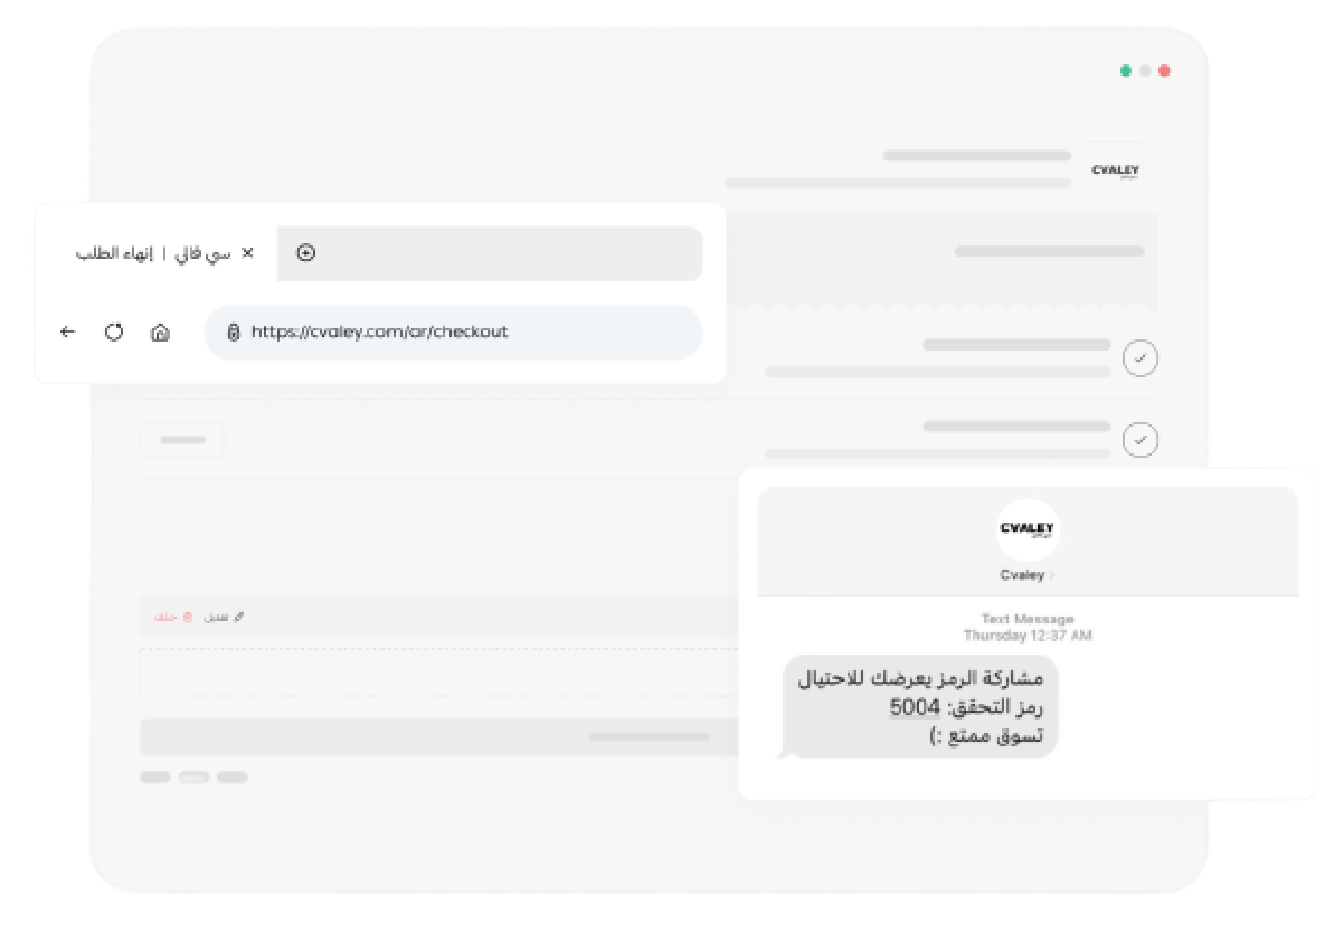 CVALEY
سي ڤالي | إنهاء الطلب
https://cvaley.com/ar/checkout
CVALEY
Cvaley
تعديل
حذف
Text Message
Thursday 12:37 AM
مشاركة الرمز يعرضك للاحتيال
رمز التحقق: 5004
تسوق ممتع :)